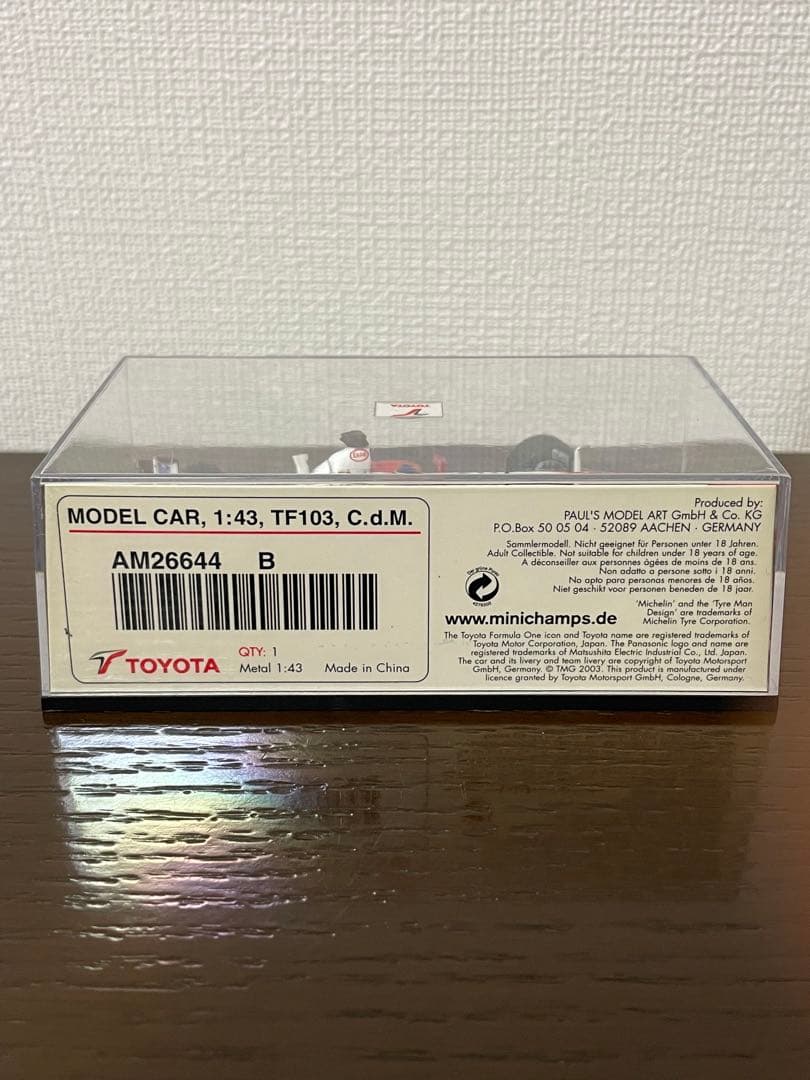 TOYOTA
Esso
MODEL CAR, 1:43, TF103, C.d.M.
AM26644 B
TOYOTA
QTY: 1
Metal 1:43 Made in China
Produced by:
PAUL'S MODEL ART GmbH & Co. KG
P.O.Box 50 05 04 · 52089 AACHEN · GERMANY
Sammlermodell. Nicht geeignet für Personen unter 18 Jahren.
Adult Collectible. Not suitable for children under 18 years of age.
A déconseiller aux personnes àgées de moins de 18 ans.
Non adatto a persone sotto i 18 anni.
No apto para personas menores de 18 años.
Niet geschikt voor personen beneden de 18 jaar.
Der Grüne Punkt
'Michelin' and the 'Tyre Man
Design' are trademarks of
Michelin Tyre Corporation.
www.minichamps.de
The Toyota Formula One icon and Toyota name are registered trademarks of
Toyota Motor Corporation, Japan. The Panasonic logo and name are
registered trademarks of Matsushita Electric Industrial Co., Ltd. Japan.
The car and its livery and team livery are copyright of Toyota Motorsport
GmbH, Germany. © TMG 2003. This product is manufactured under
licence granted by Toyota Motorsport GmbH, Cologne, Germany.